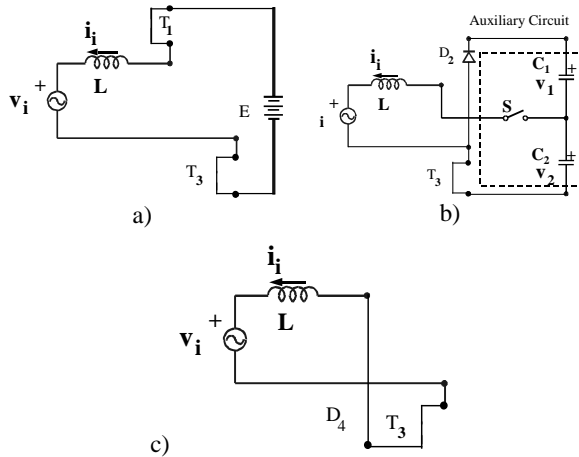 a)
i_i
L
v_i
+
T_1
E
T_3
b)
Auxiliary Circuit
i_i
L
+
i
D_2
S
C_1
+
v_1
C_2
+
v_2
T_3
c)
i_i
L
+
v_i
D_4
T_3